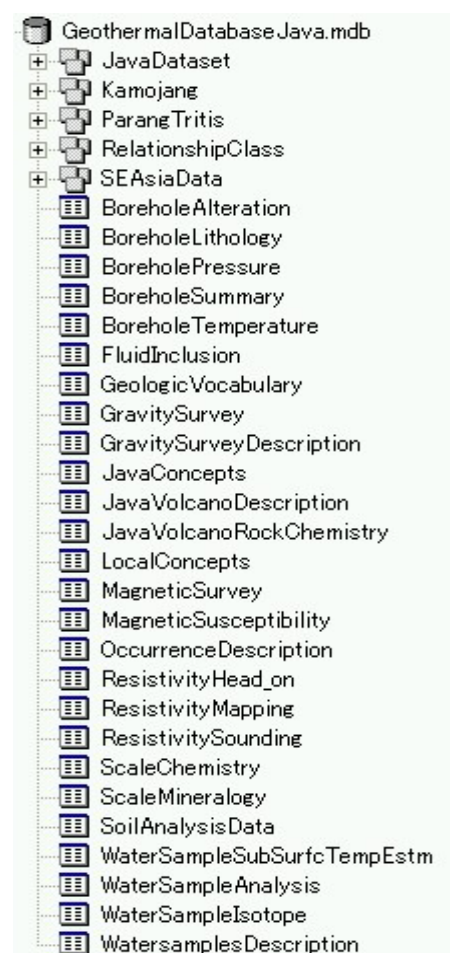 GeothermalDatabaseJava.mdb
JavaDataset
Kamojang
ParangTritis
RelationshipClass
SEAsiaData
BoreholeAlteration
BoreholeLithology
BoreholePressure
BoreholeSummary
BoreholeTemperature
FluidInclusion
GeologicVocabulary
GravitySurvey
GravitySurveyDescription
JavaConcepts
JavaVolcanoDescription
JavaVolcanoRockChemistry
LocalConcepts
MagneticSurvey
MagneticSusceptibility
OccurrenceDescription
ResistivityHead_on
ResistivityMapping
ResistivitySounding
ScaleChemistry
ScaleMineralogy
SoilAnalysisData
WaterSampleSubSurfcTempEstm
WaterSampleAnalysis
WaterSampleIsotope
WatersamplesDescription